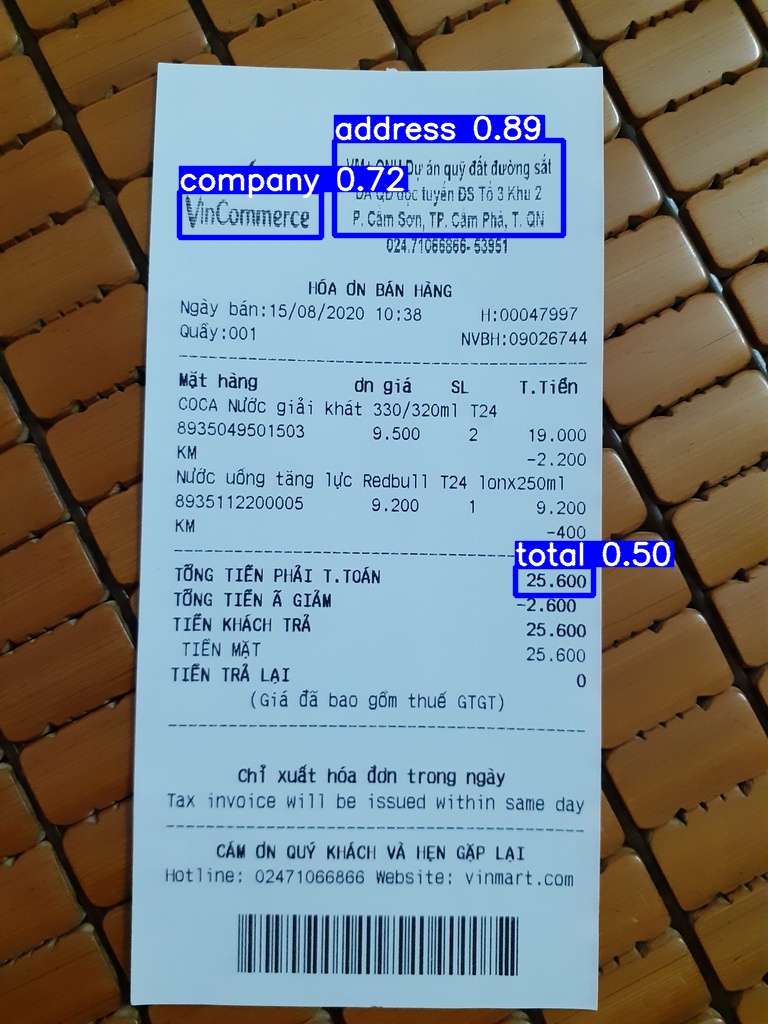 address 0.89
company 0.72
VinCommerce
VM+ QNH Dự án quỹ đất đường sắt
DA QD dọc tuyến ĐS Tổ 3 Khu 2
P. Cẩm Sơn, TP. Cẩm Phả, T. QN
024.71066866-53951
HÓA ƠN BÁN HÀNG
Ngày bán:15/08/2020 10:38 H:00047997
Quầy:001 NVBH:09026744
Mặt hàng ơn giá SL T.Tiền
COCA Nước giải khát 330/320ml T24
8935049501503 9.500 2 19.000
KM -2.200
Nước uống tăng lực Redbull T24 lonx250ml
8935112200005 9.200 1 9.200
KM -400
total 0.50
TỔNG TIỀN PHẢI T.TOÁN 25.600
TỔNG TIỀN Ã GIẢM -2.600
TIỀN KHÁCH TRẢ 25.600
TIỀN MẶT 25.600
TIỀN TRẢ LẠI 0
(Giá đã bao gồm thuế GTGT)
Chỉ xuất hóa đơn trong ngày
Tax invoice will be issued within same day
CẢM ƠN QUÝ KHÁCH VÀ HẸN GẶP LẠI
Hotline: 02471066866 Website: vinmart.com